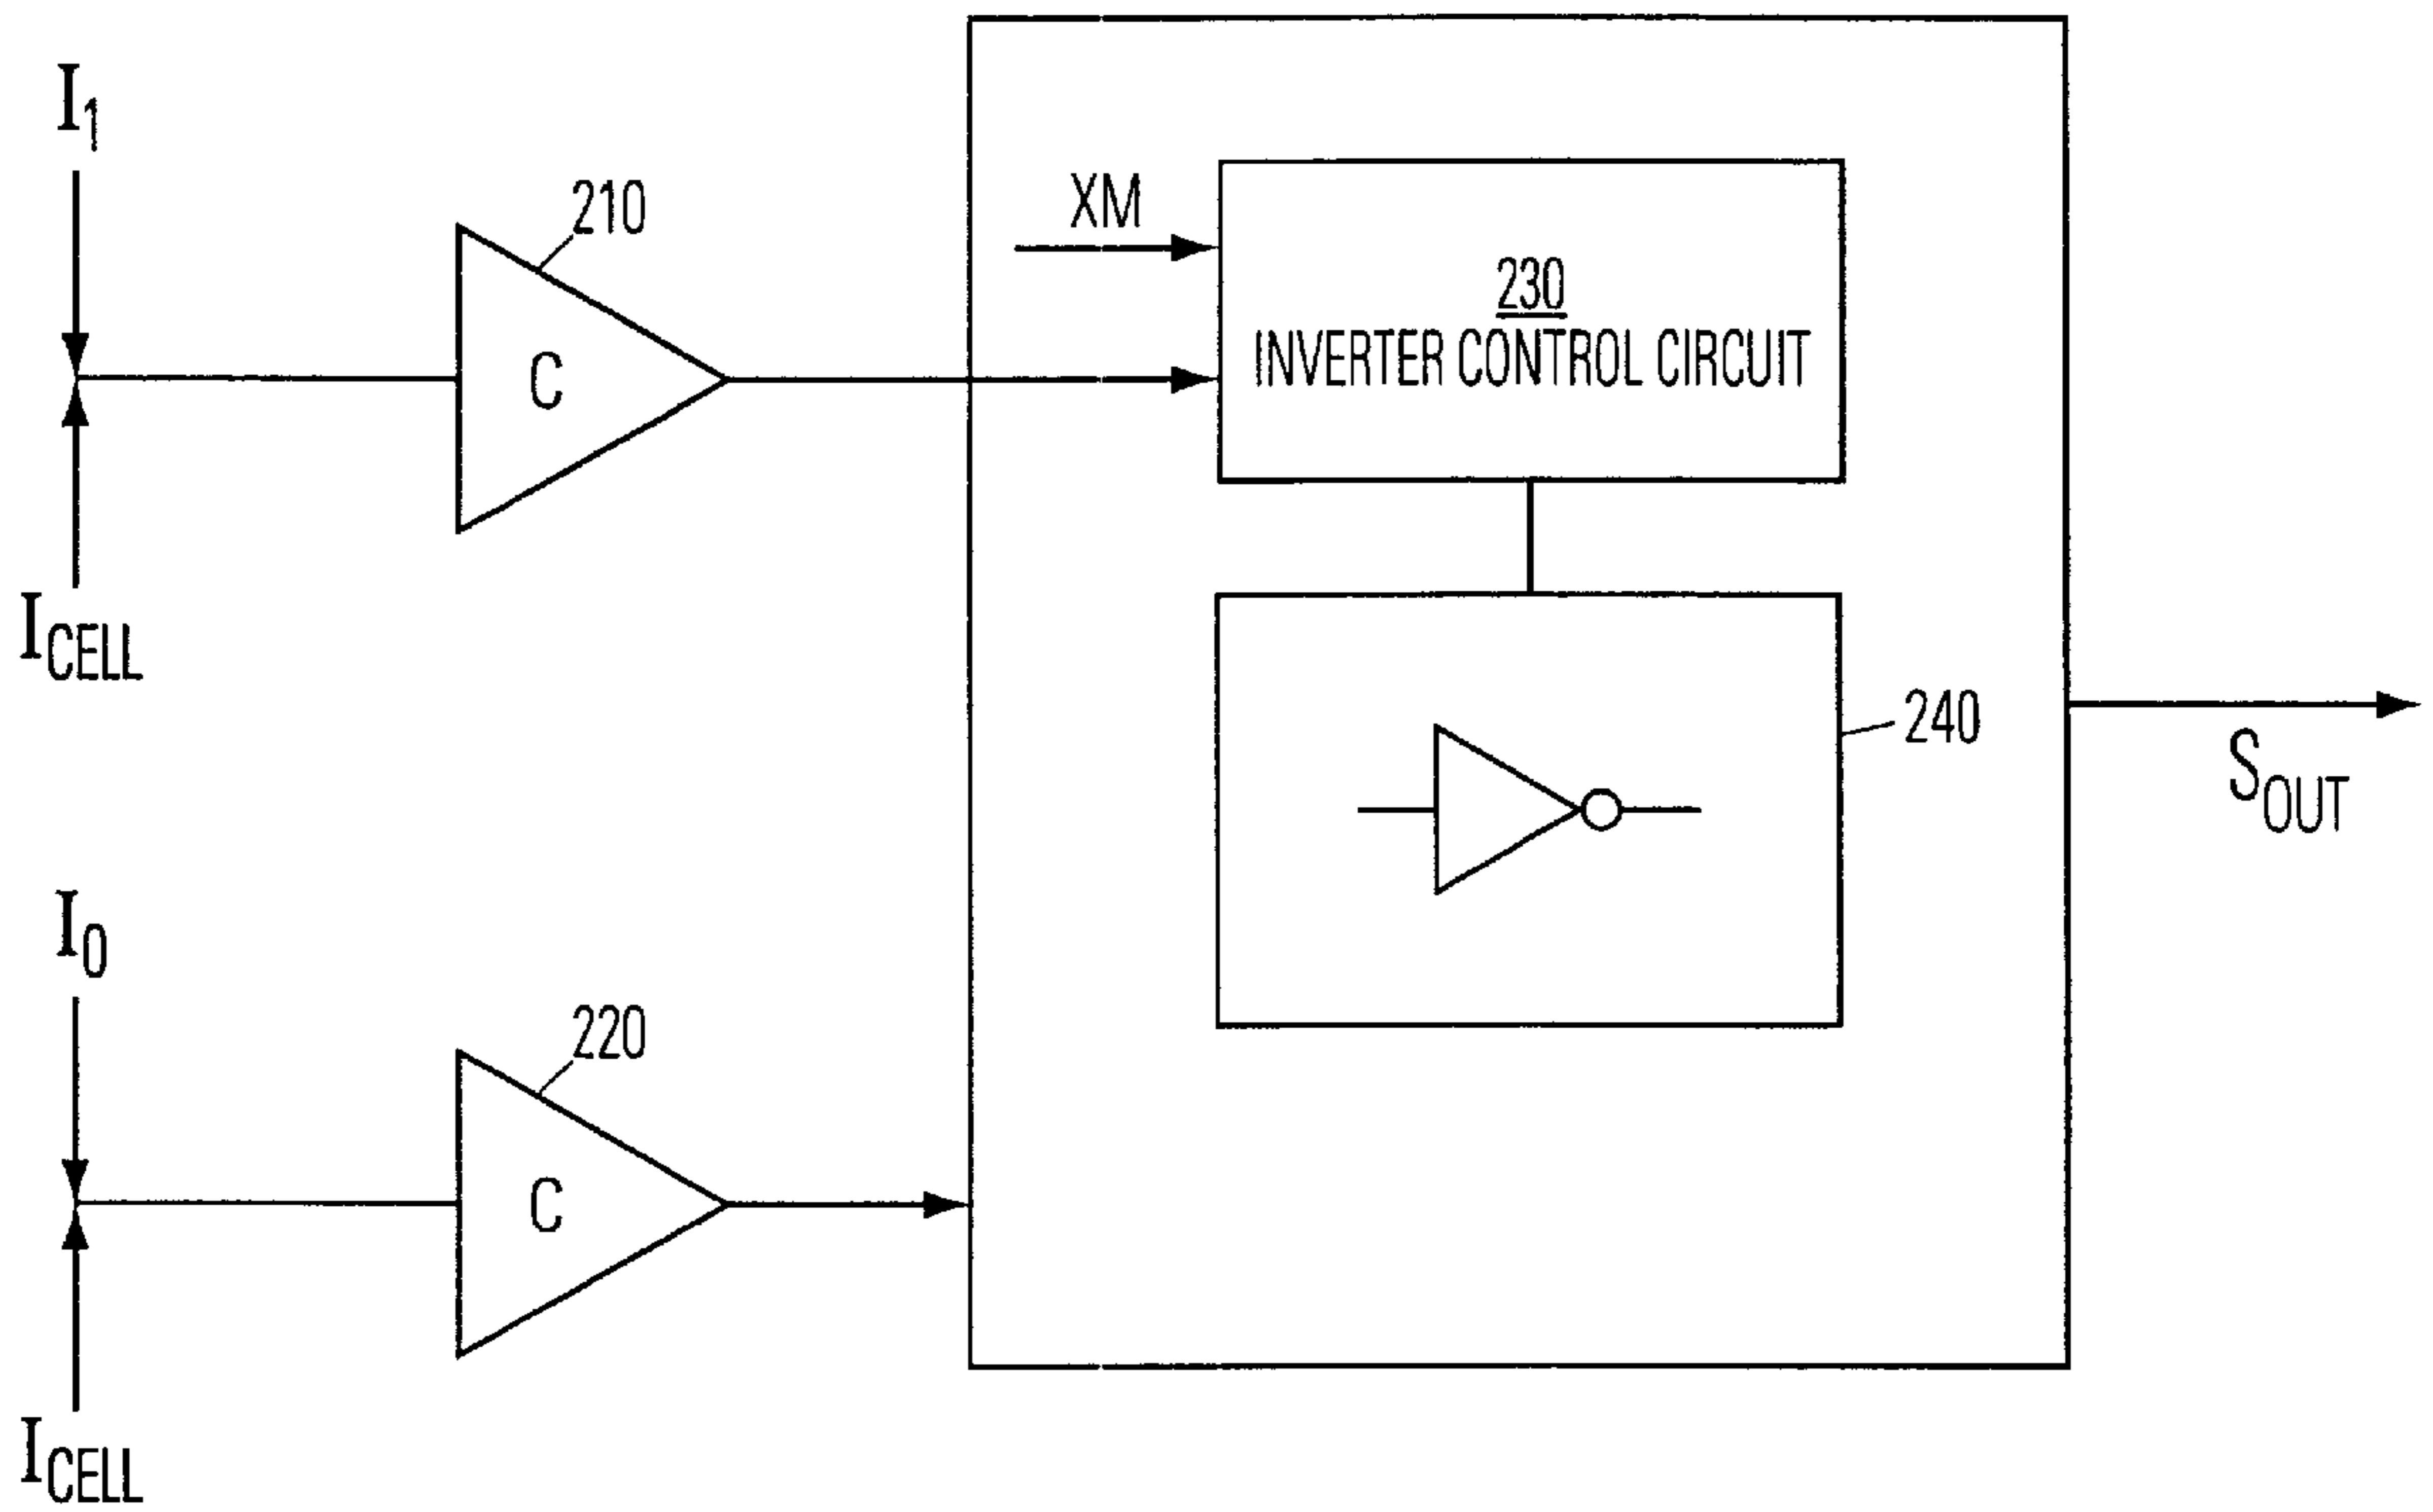 I1
210
C
ICELL
XM
230
INVERTER CONTROL CIRCUIT
240
SOUT
I0
220
C
ICELL